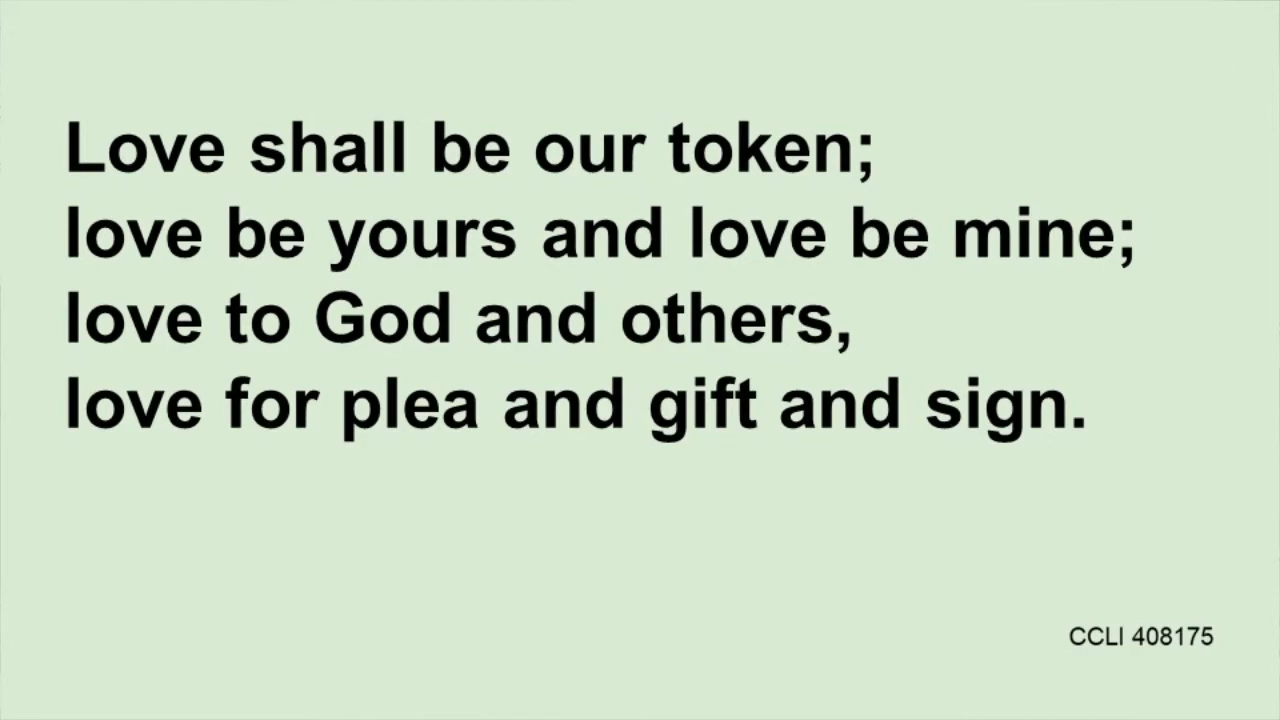 Love shall be our token;
love be yours and love be mine;
love to God and others,
love for plea and gift and sign.
CCLI 408175